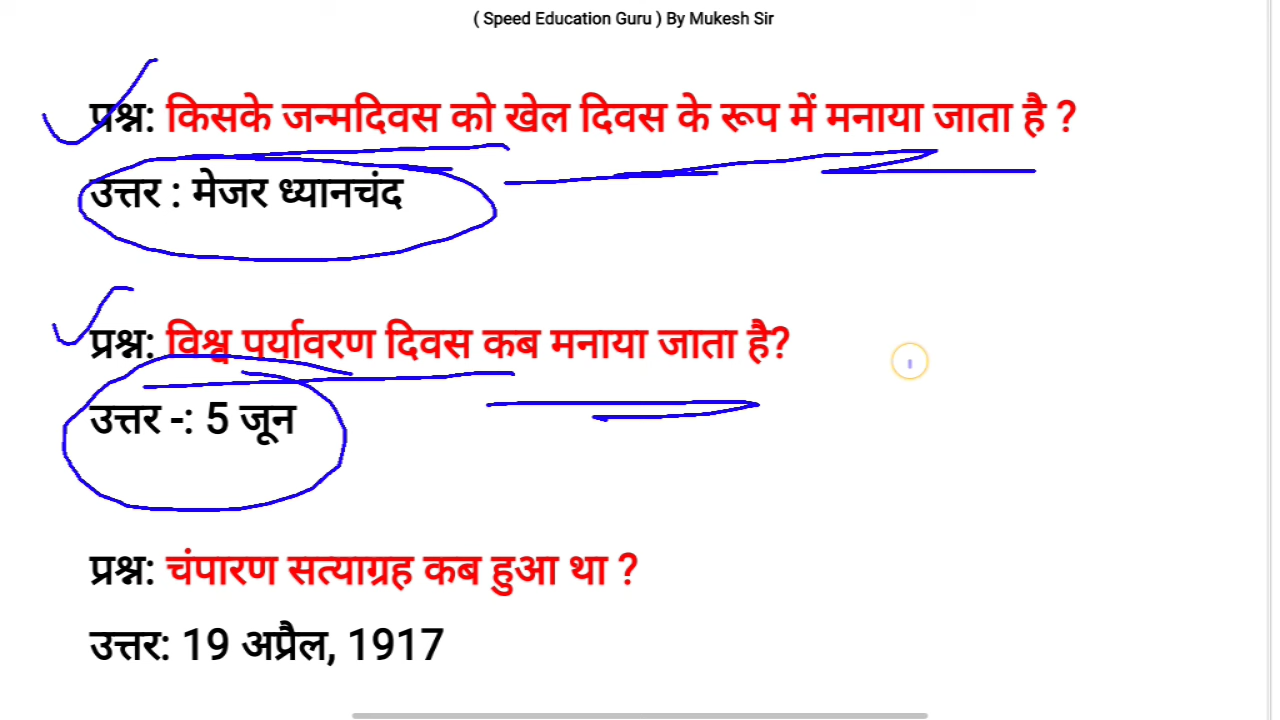 ( Speed Education Guru ) By Mukesh Sir
प्रश्न: किसके जन्मदिवस को खेल दिवस के रूप में मनाया जाता है ?
उत्तर : मेजर ध्यानचंद
प्रश्न: विश्व पर्यावरण दिवस कब मनाया जाता है?
उत्तर -: 5 जून
प्रश्न: चंपारण सत्याग्रह कब हुआ था ?
उत्तर: 19 अप्रैल, 1917